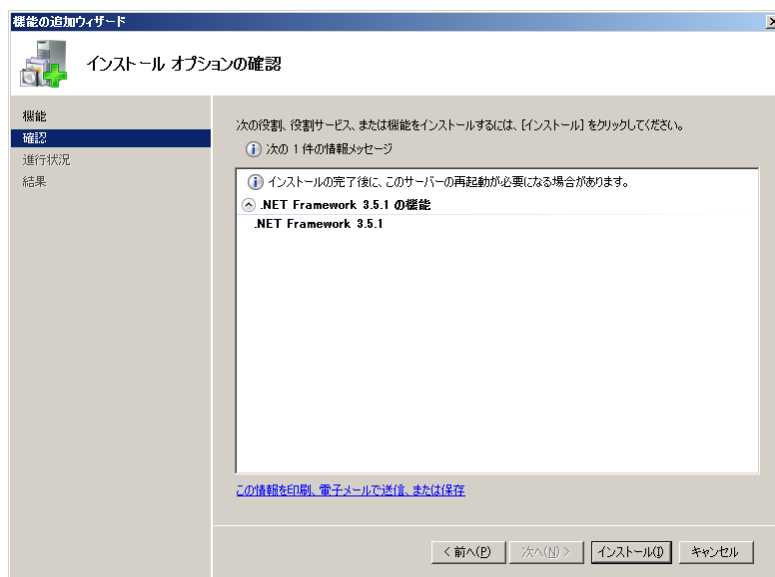 機能の追加ウィザード
インストール オプションの確認
機能
確認
進行状況
結果
次の役割、役割サービス、または機能をインストールするには、[インストール] をクリックしてください。
次の 1 件の情報メッセージ
インストールの完了後に、このサーバーの再起動が必要になる場合があります。
.NET Framework 3.5.1 の機能
.NET Framework 3.5.1
この情報を印刷、電子メールで送信、または保存
< 前へ(P)
次へ(N) >
インストール(I)
キャンセル